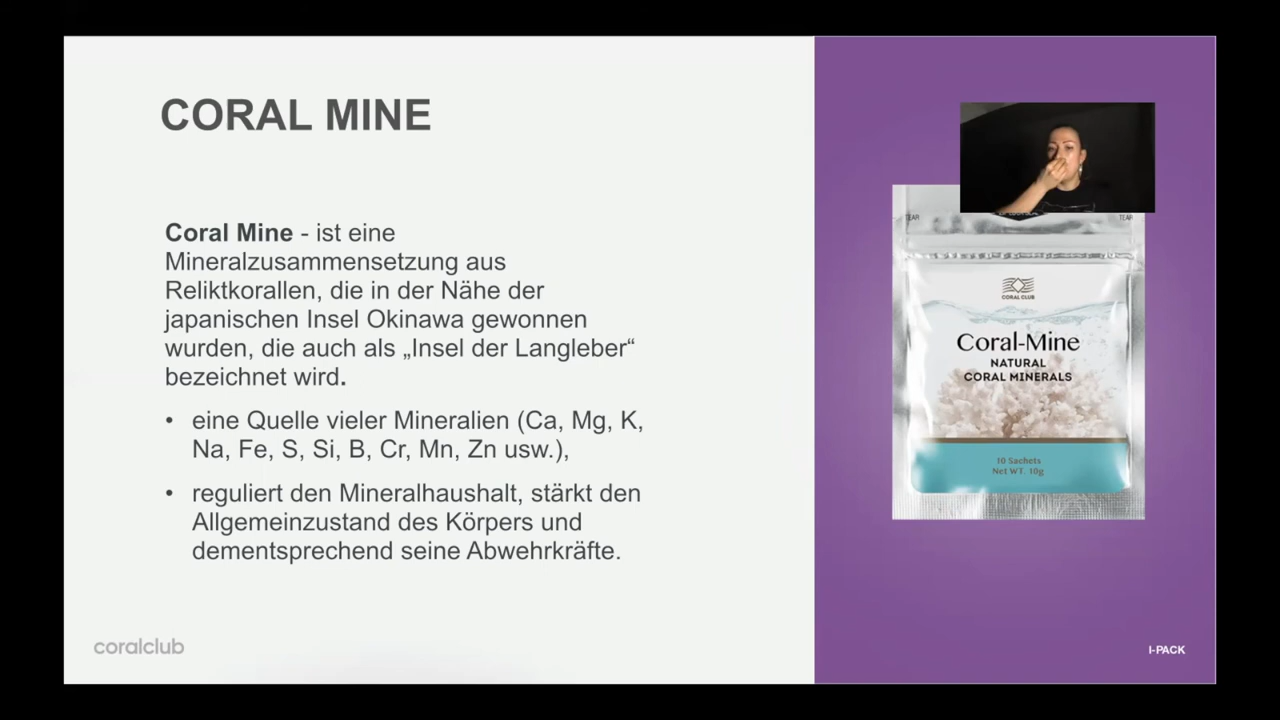 CORAL MINE
Coral Mine - ist eine
Mineralzusammensetzung aus
Reliktkorallen, die in der Nähe der
japanischen Insel Okinawa gewonnen
wurden, die auch als „Insel der Langleber“
bezeichnet wird.
• eine Quelle vieler Mineralien (Ca, Mg, K,
Na, Fe, S, Si, B, Cr, Mn, Zn usw.),
• reguliert den Mineralhaushalt, stärkt den
Allgemeinzustand des Körpers und
dementsprechend seine Abwehrkräfte.
coralclub
TEAR
TEAR
CORAL CLUB
Coral-Mine
NATURAL
CORAL MINERALS
10 Sachets
Net WT. 10g
I-PACK